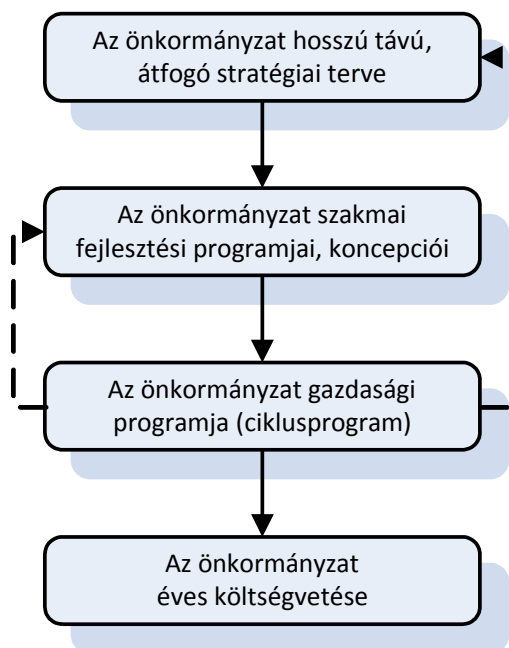 Az önkormányzat hosszú távú,
átfogó stratégiai terve
Az önkormányzat szakmai
fejlesztési programjai, koncepciói
Az önkormányzat gazdasági
programja (ciklusprogram)
Az önkormányzat
éves költségvetése